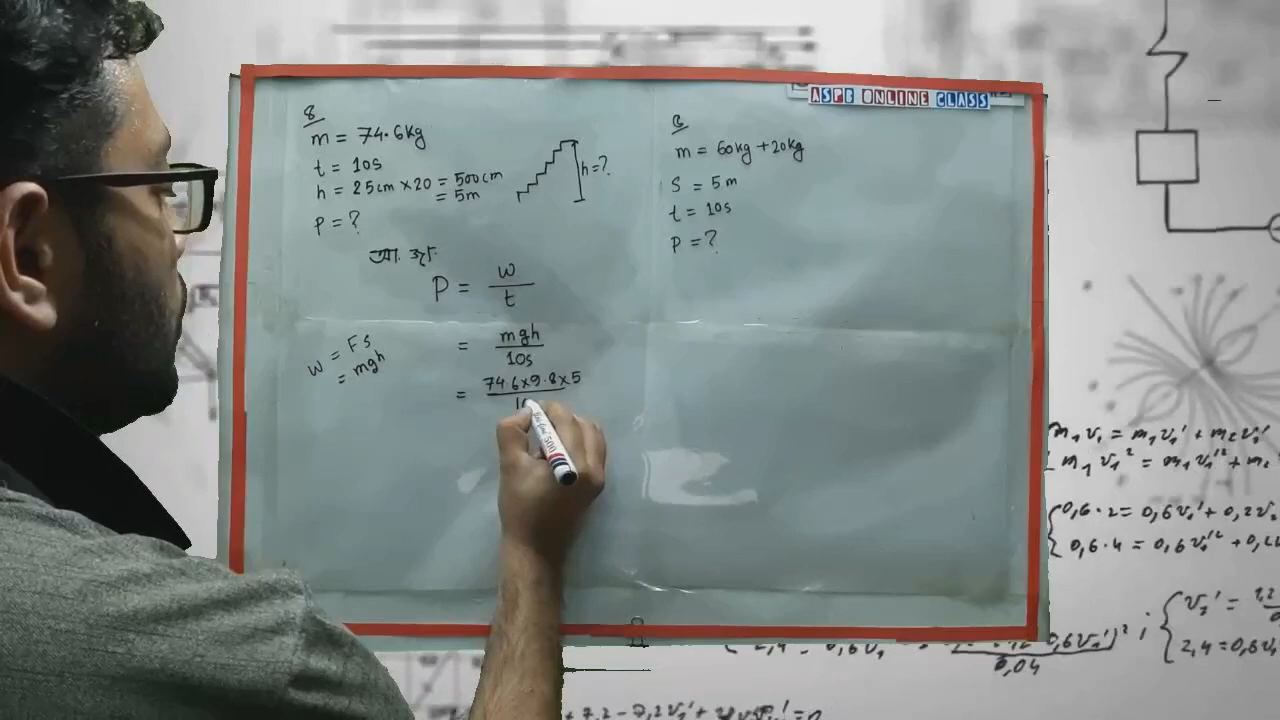 ASPB ONLINE CLASS
8
m = 74.6kg
t = 10s
h = 25cm × 20 = 500cm
= 5m
h=?
P = ?
P = w/t
w = FS
= mgh
= mgh/10s
= 74.6×9.8×5/10
B
m = 60kg + 20kg
S = 5m
t = 10s
P = ?
m₁v₁ = m₁v₁' + m₂v₂'
0,6·2 = 0,6v₁' + 0,2v₂
0,6·4 = 0,6v₁'² + 0,2
2,4 = 0,6v₁
0,04